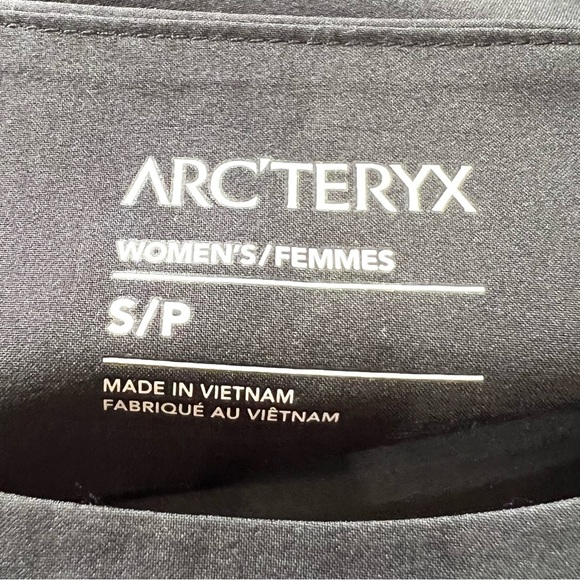 ARC'TERYX
WOMEN'S/FEMMES
S/P
MADE IN VIETNAM
FABRIQUÉ AU VIÊTNAM